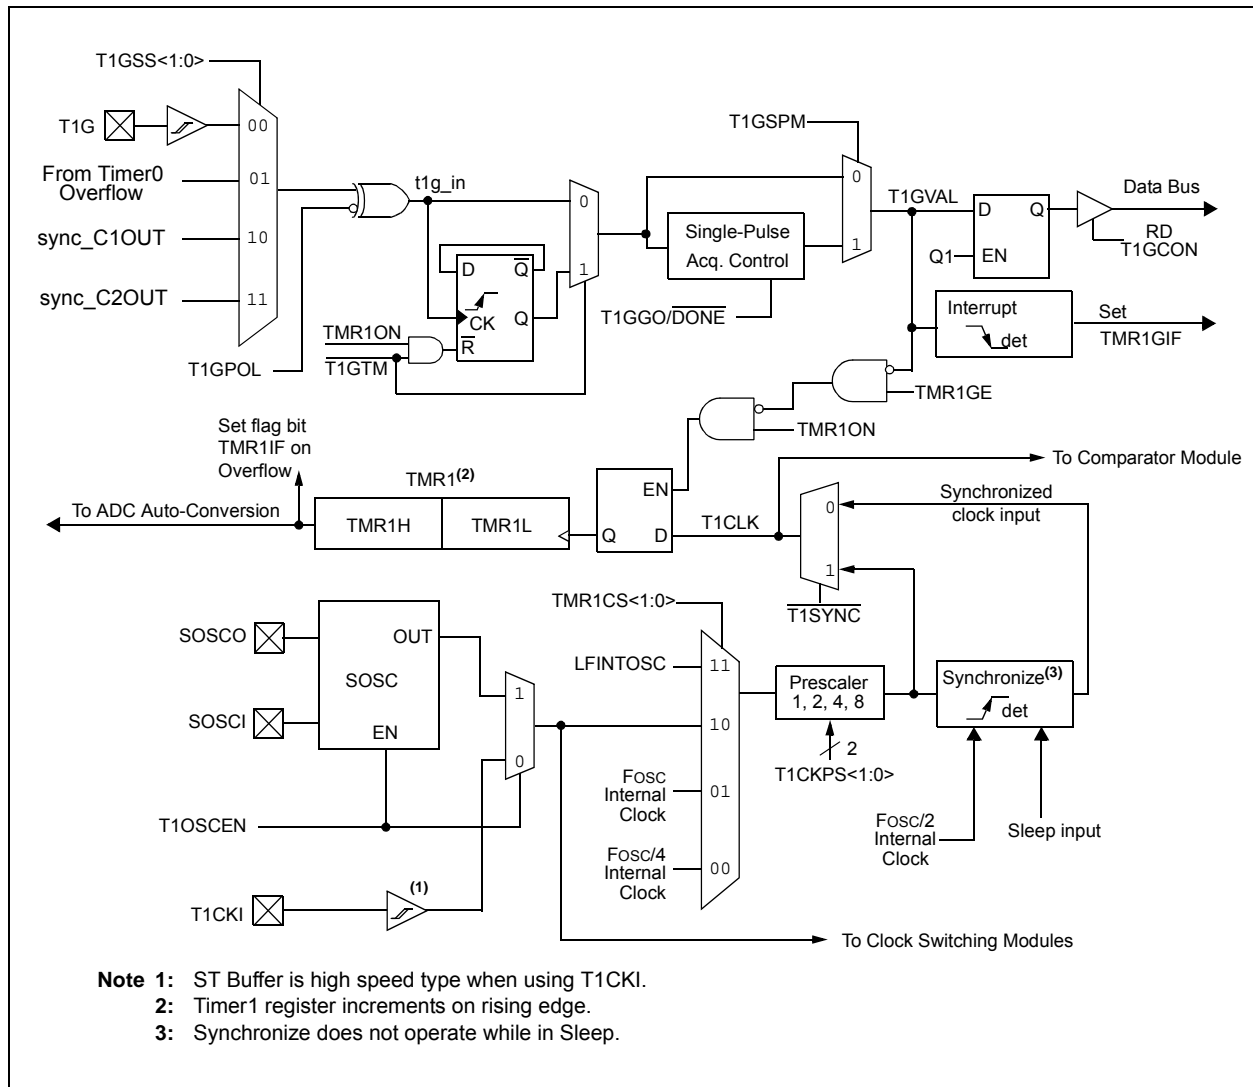 T1GSS<1:0>
T1G
00
From Timer0
Overflow
01
sync_C1OUT
10
sync_C2OUT
11
T1GPOL
t1g_in
0
1
D
Q
CK
Q
R
TMR1ON
T1GTM
T1GSPM
Single-Pulse
Acq. Control
T1GGO/DONE
0
1
T1GVAL
D
Q
Q1
EN
Data Bus
RD
T1GCON
Interrupt
det
Set
TMR1GIF
TMR1GE
TMR1ON
Set flag bit
TMR1IF on
Overflow
TMR1(2)
To ADC Auto-Conversion
TMR1H
TMR1L
EN
Q
D
T1CLK
To Comparator Module
Synchronized
clock input
0
1
T1SYNC
TMR1CS<1:0>
SOSCO
OUT
SOSC
SOSCI
EN
1
0
T1OSCEN
T1CKI
(1)
LFINTOSC
11
10
FOSC
Internal
Clock
01
FOSC/4
Internal
Clock
00
Prescaler
1, 2, 4, 8
2
T1CKPS<1:0>
Synchronize(3)
det
FOSC/2
Internal
Clock
Sleep input
To Clock Switching Modules
Note 1: ST Buffer is high speed type when using T1CKI.
2: Timer1 register increments on rising edge.
3: Synchronize does not operate while in Sleep.